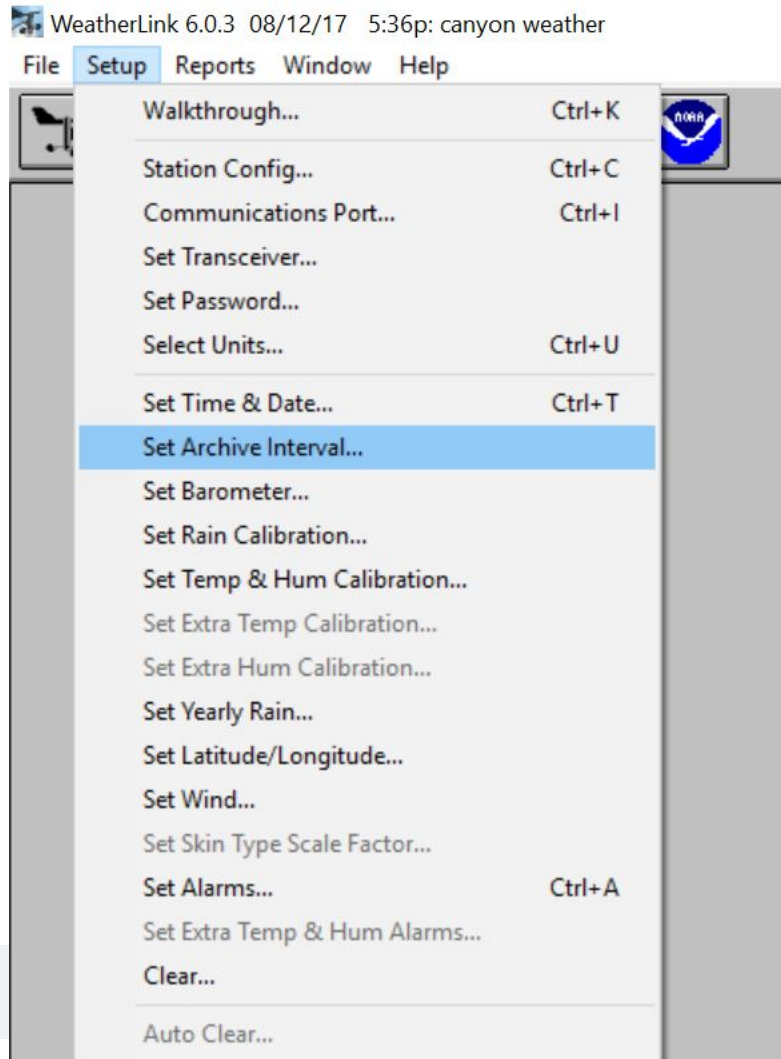 WeatherLink 6.0.3 08/12/17 5:36p: canyon weather
File Setup Reports Window Help
Walkthrough... Ctrl+K
NOAA
Station Config... Ctrl+C
Communications Port... Ctrl+I
Set Transceiver...
Set Password...
Select Units... Ctrl+U
Set Time & Date... Ctrl+T
Set Archive Interval...
Set Barometer...
Set Rain Calibration...
Set Temp & Hum Calibration...
Set Extra Temp Calibration...
Set Extra Hum Calibration...
Set Yearly Rain...
Set Latitude/Longitude...
Set Wind...
Set Skin Type Scale Factor...
Set Alarms... Ctrl+A
Set Extra Temp & Hum Alarms...
Clear...
Auto Clear...